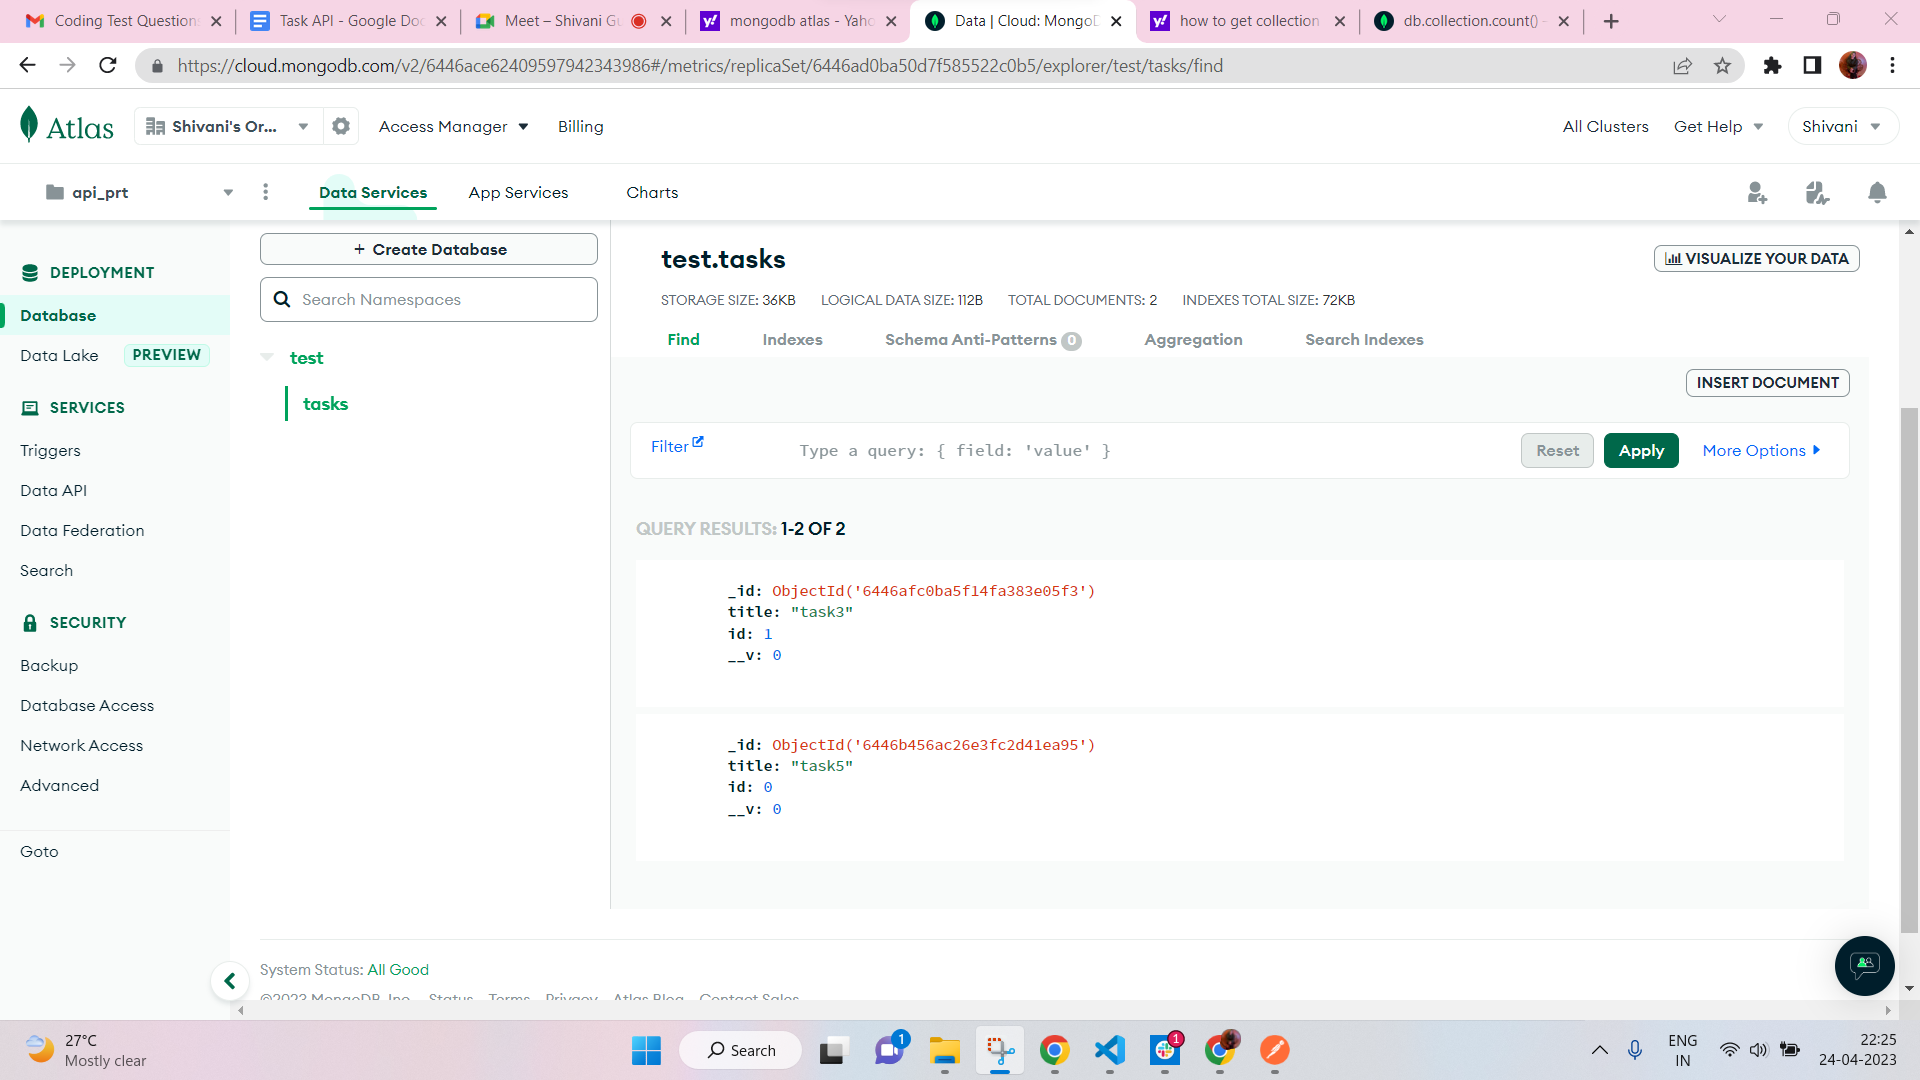 Coding Test Question
Task API - Google Doc
Meet – Shivani Gu
mongodb atlas - Yaho
Data | Cloud: MongoD
how to get collection
db.collection.count() -
https://cloud.mongodb.com/v2/6446ace62409597942343986#/metrics/replicaSet/6446ad0ba50d7f585522c0b5/explorer/test/tasks/find
Atlas
Shivani's Or...
Access Manager
Billing
All Clusters
Get Help
Shivani
api_prt
Data Services
App Services
Charts
DEPLOYMENT
Database
Data Lake PREVIEW
SERVICES
Triggers
Data API
Data Federation
Search
SECURITY
Backup
Database Access
Network Access
Advanced
Goto
+ Create Database
Search Namespaces
test
tasks
test.tasks
VISUALIZE YOUR DATA
STORAGE SIZE: 36KB LOGICAL DATA SIZE: 112B TOTAL DOCUMENTS: 2 INDEXES TOTAL SIZE: 72KB
Find Indexes Schema Anti-Patterns 0 Aggregation Search Indexes
INSERT DOCUMENT
Filter Type a query: { field: 'value' } Reset Apply More Options
QUERY RESULTS: 1-2 OF 2
_id: ObjectId('6446afc0ba5f14fa383e05f3')
title: "task3"
id: 1
__v: 0
_id: ObjectId('6446b456ac26e3fc2d41ea95')
title: "task5"
id: 0
__v: 0
System Status: All Good
©2023 MongoDB, Inc. Status Terms Privacy Atlas Blog Contact Sales
27°C
Mostly clear
Search
1
1
ENG
IN
22:25
24-04-2023